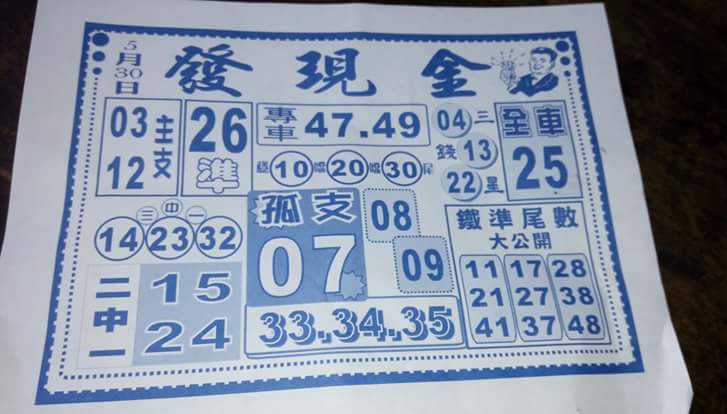 5月30日
發現金
03
12
主支
26
準
專車 47.49
10 20 30 尾
04 三
錢 13
22 星
全車
25
三中一
14 23 32
孤支
07
08
09
鐵準尾數
大公開
11 17 28
21 27 38
41 37 48
二中一
15
24
33.34.35